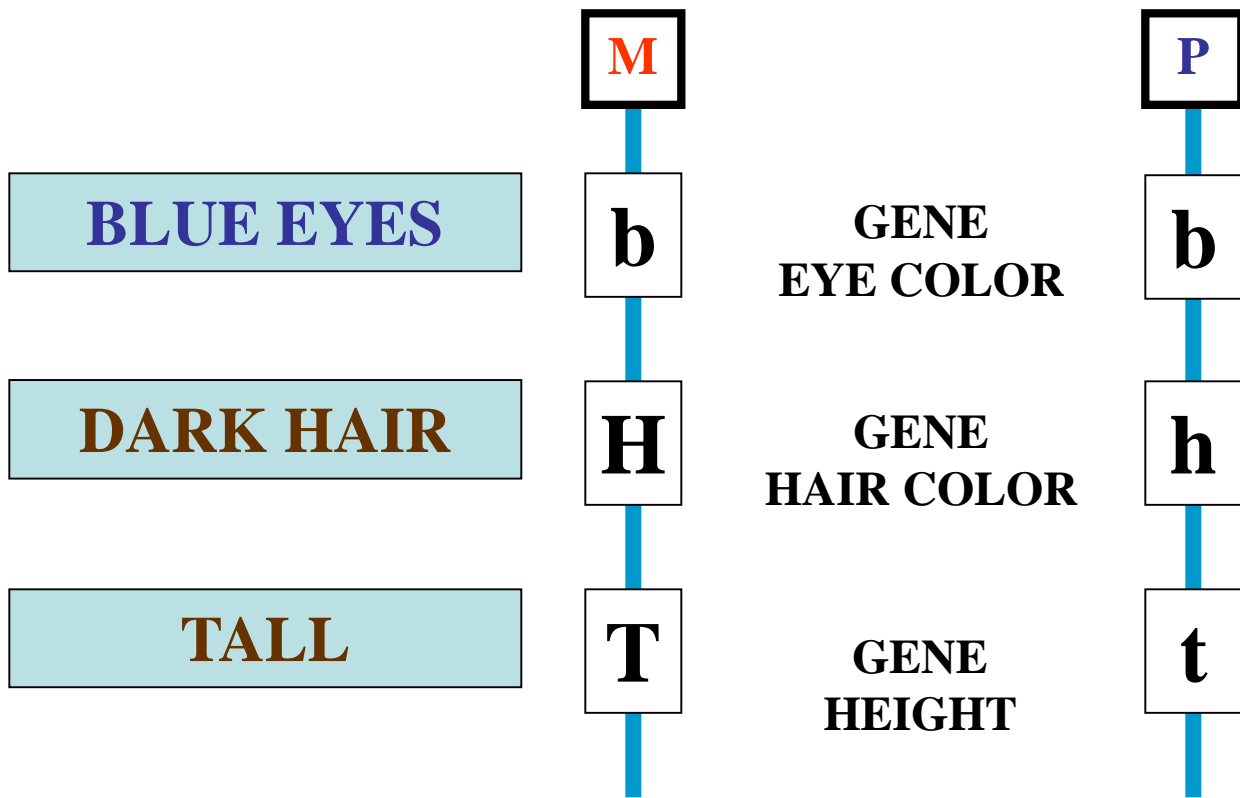 M
P
BLUE EYES
b
GENE
EYE COLOR
b
DARK HAIR
H
GENE
HAIR COLOR
h
TALL
T
GENE
HEIGHT
t